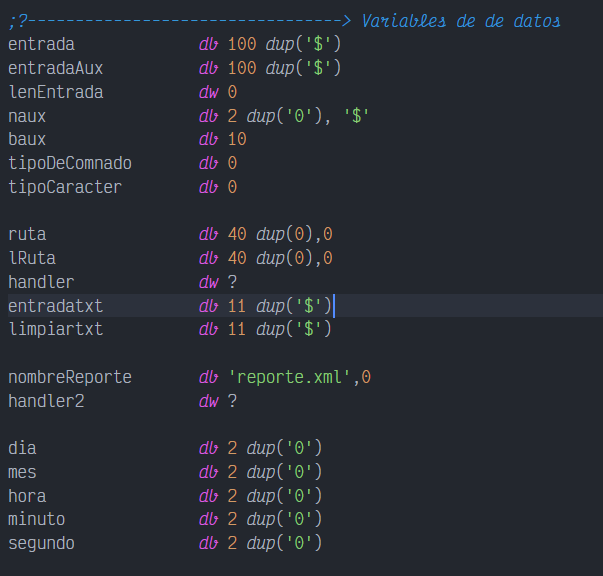 ;?---------------------------------> Variables de de datos
entrada db 100 dup('$')
entradaAux db 100 dup('$')
lenEntrada dw 0
naux db 2 dup('0'), '$'
baux db 10
tipoDeComnado db 0
tipoCaracter db 0
ruta db 40 dup(0),0
lRuta db 40 dup(0),0
handler dw ?
entradatxt db 11 dup('$')
limpiartxt db 11 dup('$')
nombreReporte db 'reporte.xml',0
handler2 dw ?
dia db 2 dup('0')
mes db 2 dup('0')
hora db 2 dup('0')
minuto db 2 dup('0')
segundo db 2 dup('0')